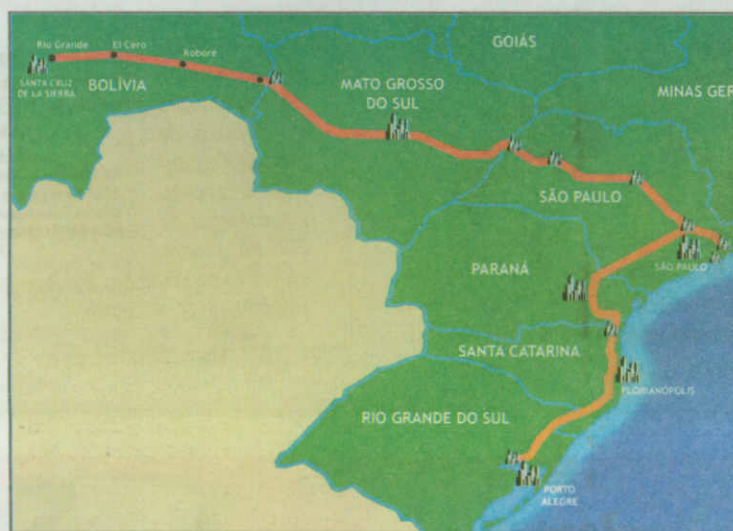 GOIÁS
Rio Grande
El Cero
Robore
SANTA CRUZ
DE LA SIERRA
BOLÍVIA
MATO GROSSO
DO SUL
MINAS GER
SÃO PAULO
SÃO PAULO
PARANÁ
SANTA CATARINA
FLORIANÓPOLIS
RIO GRANDE DO SUL
PORTO
ALEGRE